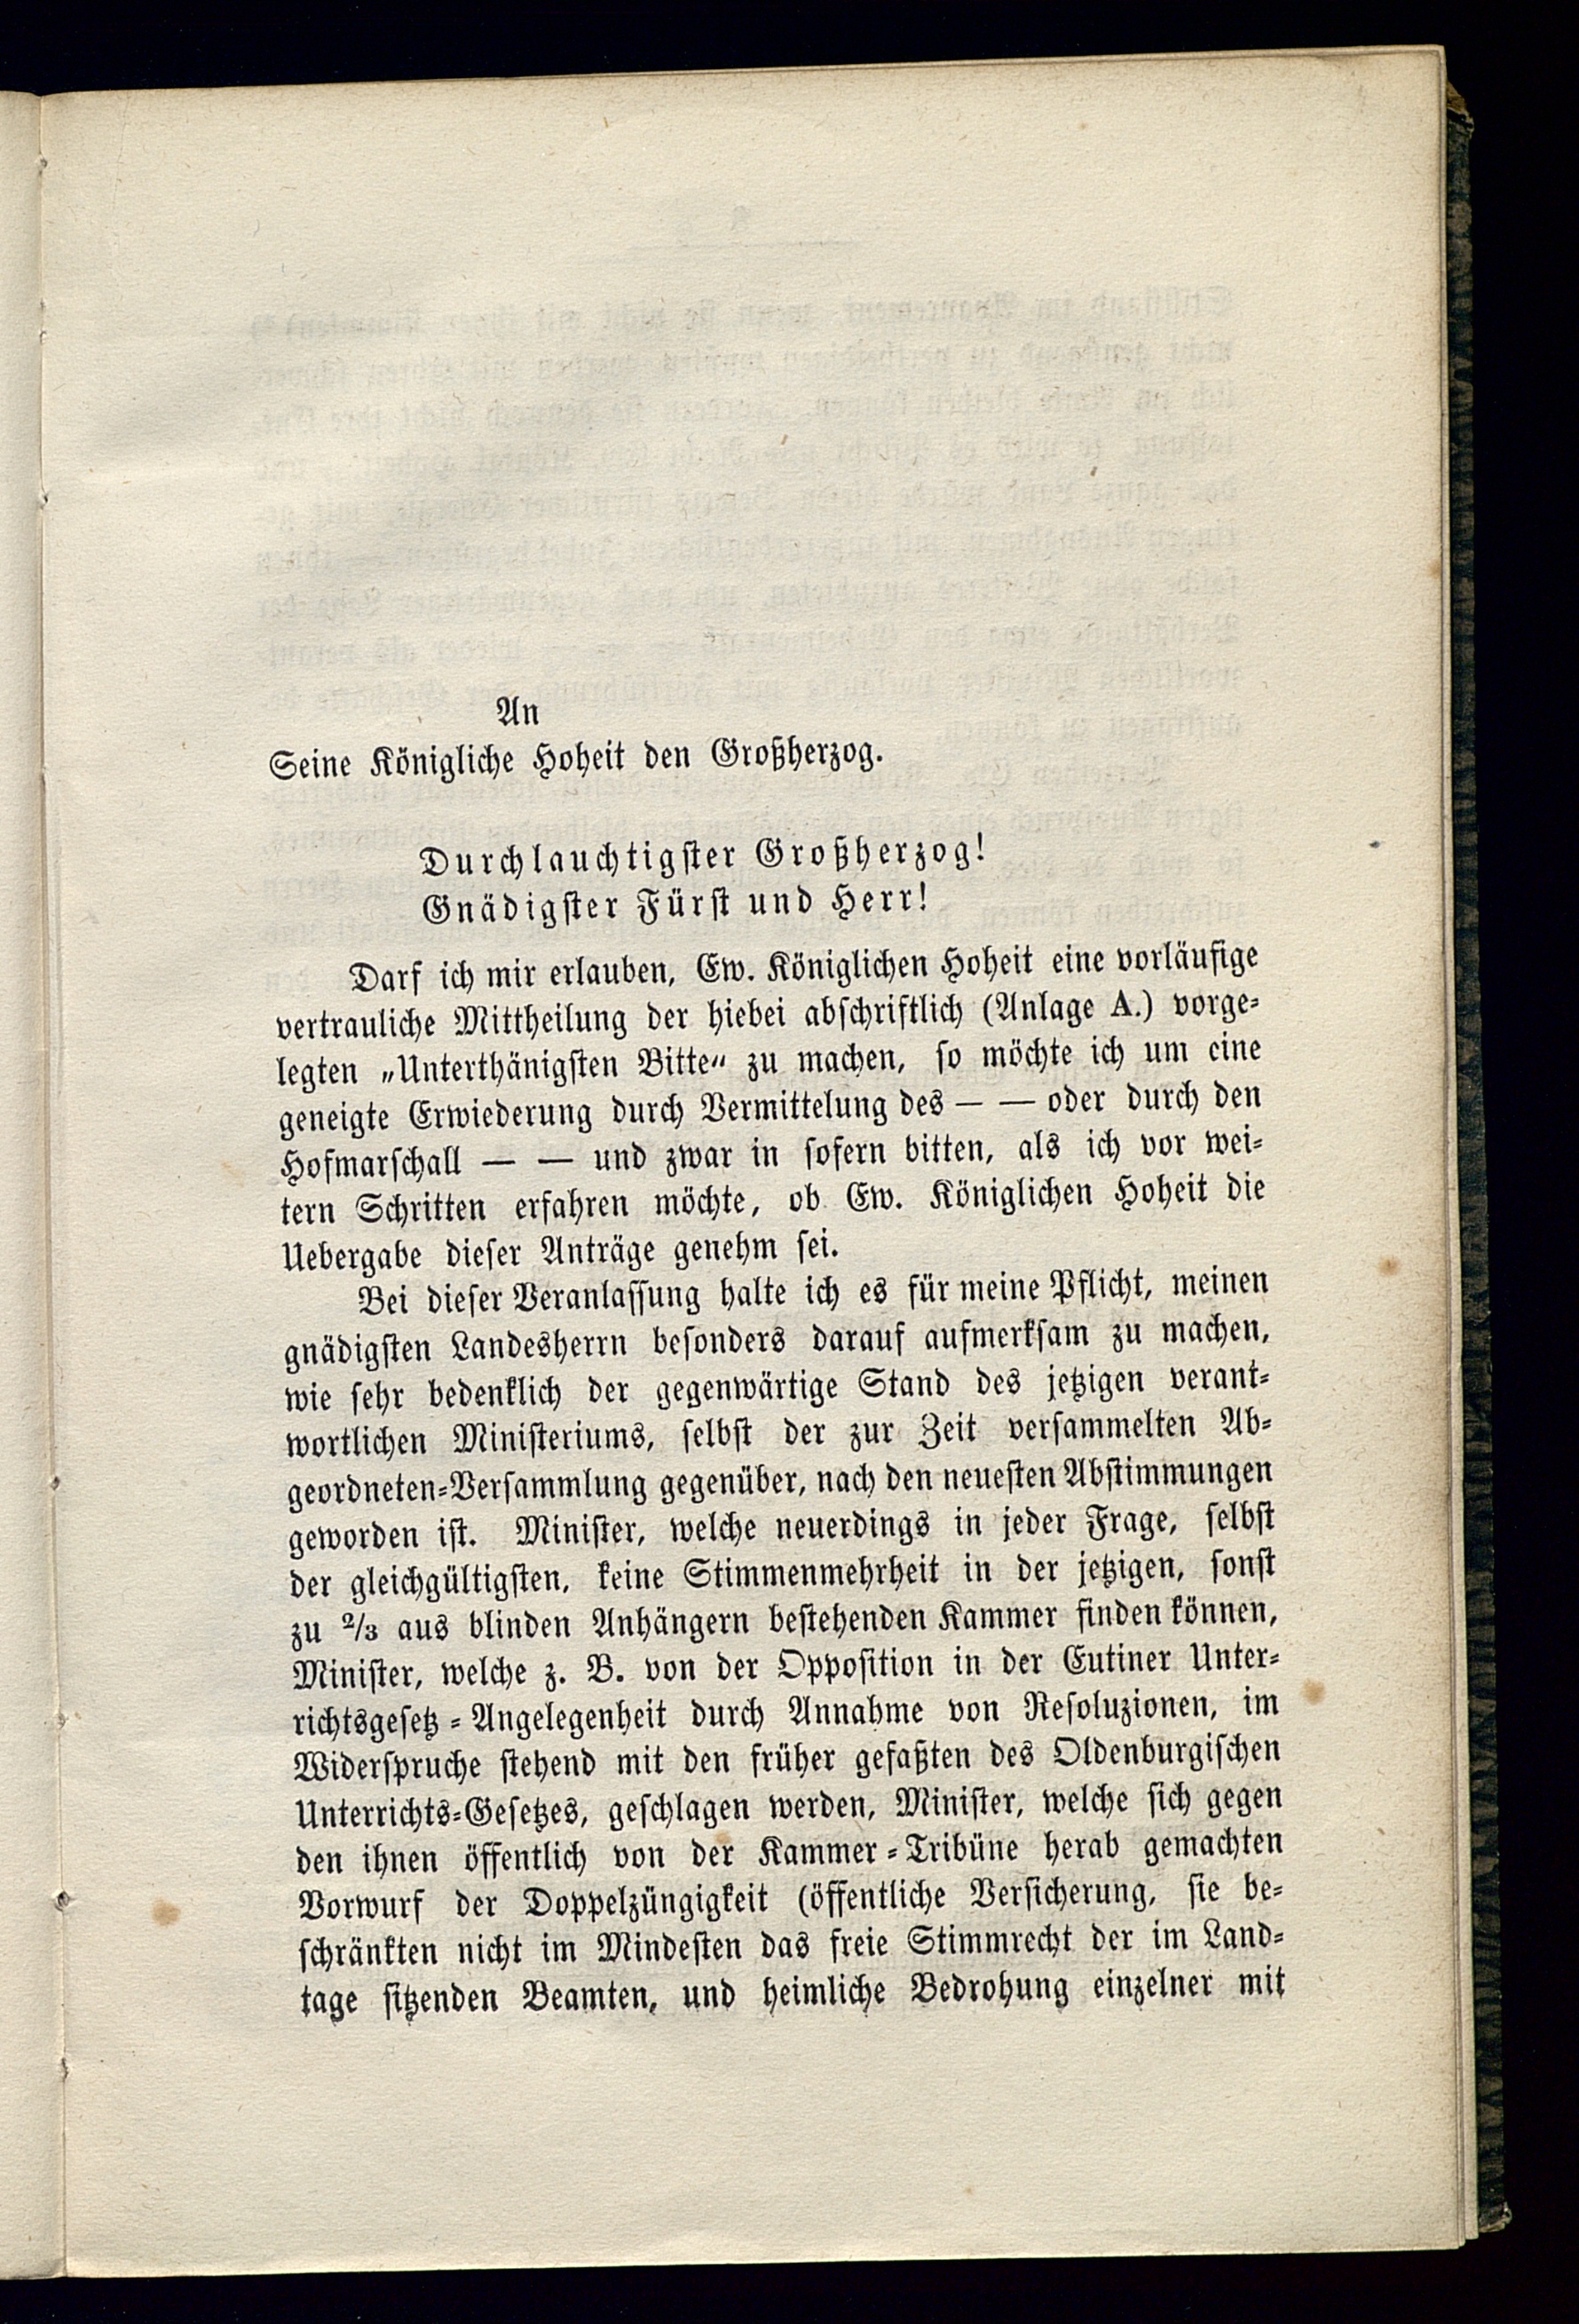 An
Seine Königliche Hoheit den Großherzog.
Durchlauchtigster Großherzog!
Gnädigster Fürst und Herr!
Darf ich mir erlauben, Ew. Königlichen Hoheit eine vorläufige
vertrauliche Mittheilung der hiebei abschriftlich (Anlage A.) vorge-
legten „Unterthänigsten Bitte“ zu machen, so möchte ich um eine
geneigte Erwiederung durch Vermittelung des — — oder durch den
Hofmarschall — — und zwar in sofern bitten, als ich vor wei-
tern Schritten erfahren möchte, ob Ew. Königlichen Hoheit die
Uebergabe dieser Anträge genehm sei.
Bei dieser Veranlassung halte ich es für meine Pflicht, meinen
gnädigsten Landesherrn besonders darauf aufmerksam zu machen,
wie sehr bedenklich der gegenwärtige Stand des jetzigen verant-
wortlichen Ministeriums, selbst der zur Zeit versammelten Ab-
geordneten-Versammlung gegenüber, nach den neuesten Abstimmungen
geworden ist. Minister, welche neuerdings in jeder Frage, selbst
der gleichgültigsten, keine Stimmenmehrheit in der jetzigen, sonst
zu 2/3 aus blinden Anhängern bestehenden Kammer finden können,
Minister, welche z. B. von der Opposition in der Eutiner Unter-
richtsgesetz-Angelegenheit durch Annahme von Resoluzionen, im
Widerspruche stehend mit den früher gefaßten des Oldenburgischen
Unterrichts-Gesetzes, geschlagen werden, Minister, welche sich gegen
den ihnen öffentlich von der Kammer-Tribüne herab gemachten
Vorwurf der Doppelzüngigkeit (öffentliche Versicherung, sie be-
schränkten nicht im Mindesten das freie Stimmrecht der im Land-
tage sitzenden Beamten, und heimliche Bedrohung einzelner mit